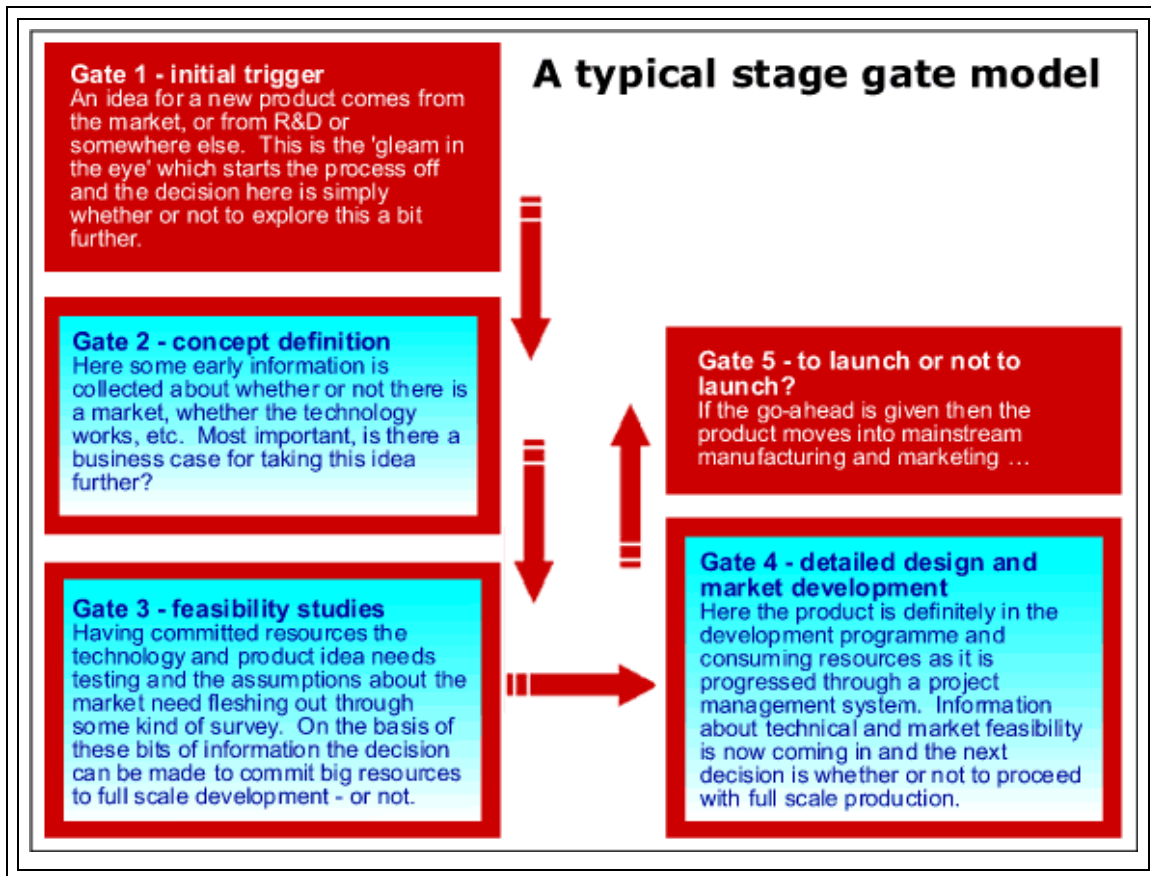 A typical stage gate model
Gate 1 - initial trigger
An idea for a new product comes from
the market, or from R&D or
somewhere else.  This is the 'gleam in
the eye' which starts the process off
and the decision here is simply
whether or not to explore this a bit
further.
Gate 2 - concept definition
Here some early information is
collected about whether or not there is
a market, whether the technology
works, etc.  Most important, is there a
business case for taking this idea
further?
Gate 3 - feasibility studies
Having committed resources the
technology and product idea needs
testing and the assumptions about the
market need fleshing out through
some kind of survey.  On the basis of
these bits of information the decision
can be made to commit big resources
to full scale development - or not.
Gate 4 - detailed design and
market development
Here the product is definitely in the
development programme and
consuming resources as it is
progressed through a project
management system.  Information
about technical and market feasibility
is now coming in and the next
decision is whether or not to proceed
with full scale production.
Gate 5 - to launch or not to
launch?
If the go-ahead is given then the
product moves into mainstream
manufacturing and marketing …